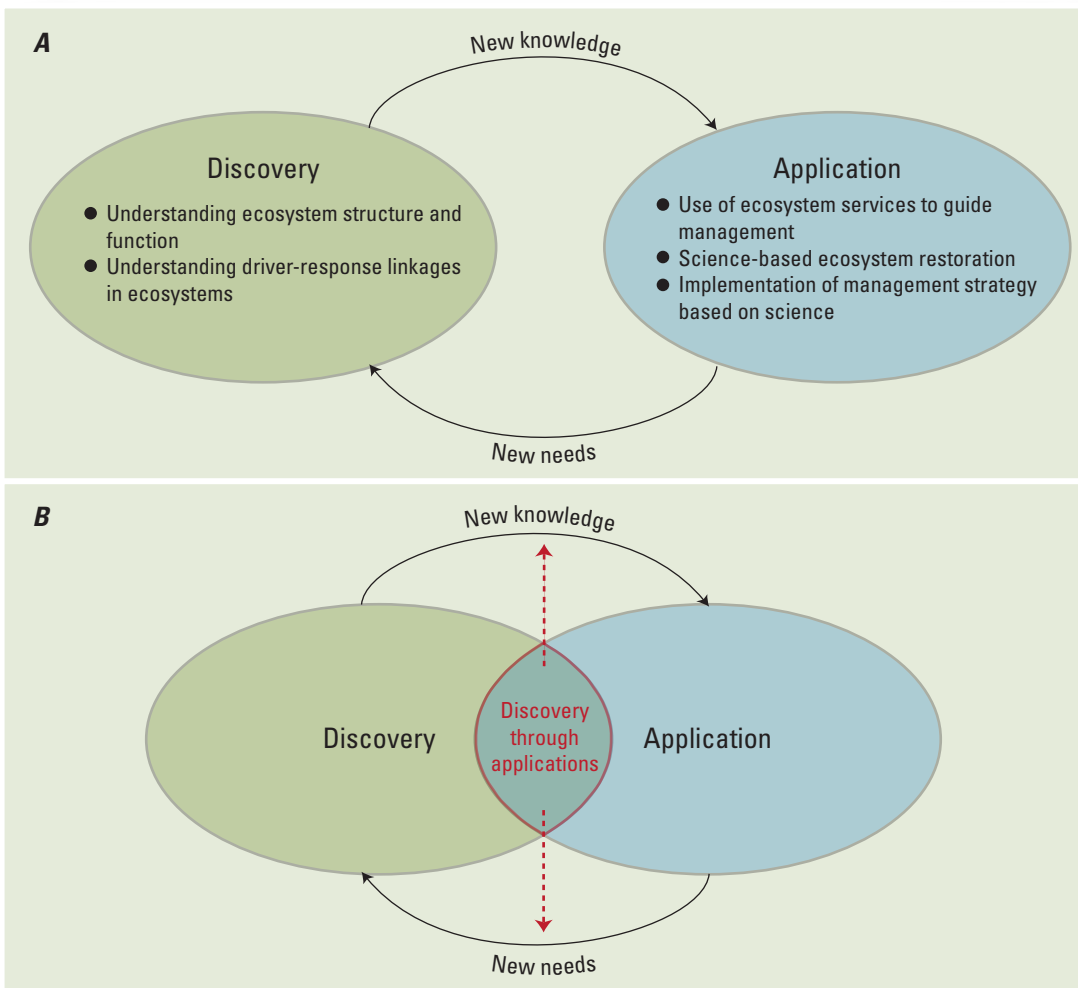 A
New knowledge
Discovery
● Understanding ecosystem structure and
function
● Understanding driver-response linkages
in ecosystems
Application
● Use of ecosystem services to guide
management
● Science-based ecosystem restoration
● Implementation of management strategy
based on science
New needs
B
New knowledge
Discovery
Discovery
through
applications
Application
New needs